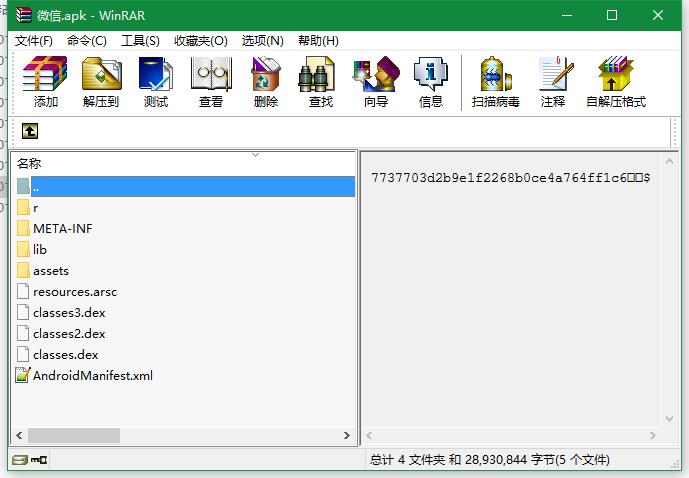 微信.apk - WinRAR
文件(F) 命令(C) 工具(S) 收藏夹(O) 选项(N) 帮助(H)
添加 解压到 测试 查看 删除 查找 向导 信息 扫描病毒 注释 自解压格式
名称
..
r
META-INF
lib
assets
resources.arsc
classes3.dex
classes2.dex
classes.dex
AndroidManifest.xml
7737703d2b9e1f2268b0ce4a764ff1c6□□$
总计 4 文件夹 和 28,930,844 字节(5 个文件)